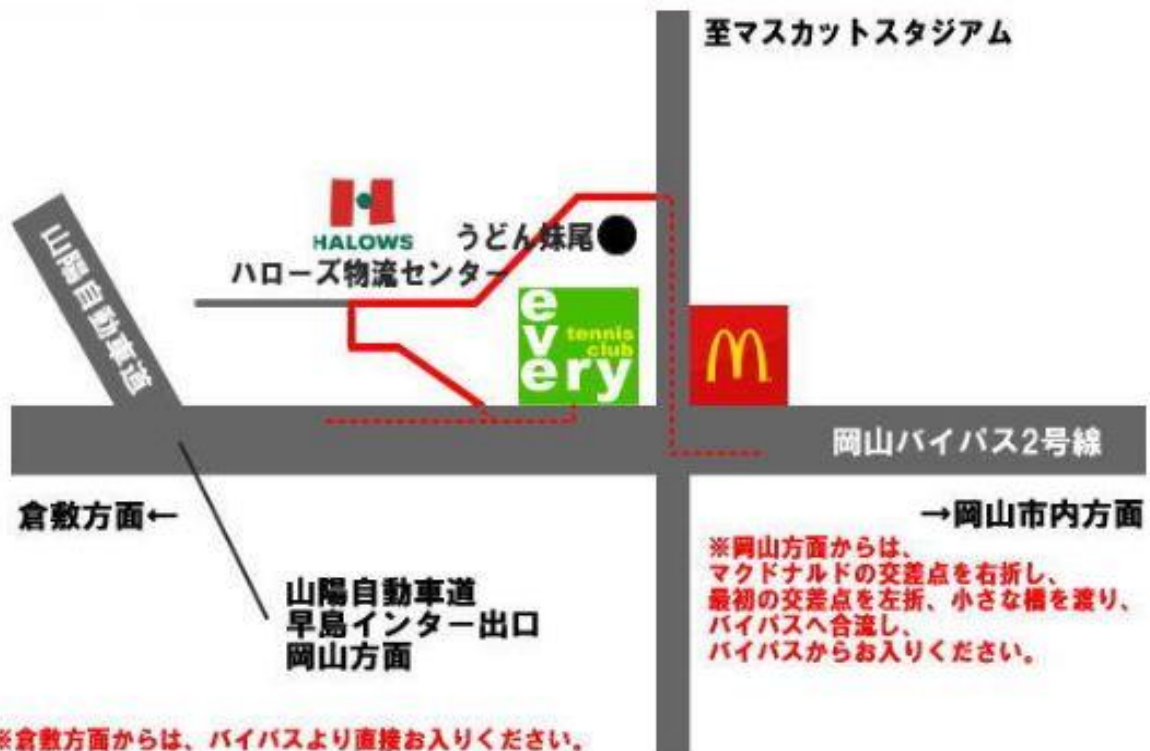 至マスカットスタジアム
山陽自動車道
HALOWS
ハローズ物流センター
うどん妹尾
every
tennis
club
岡山バイパス2号線
倉敷方面←
→岡山市内方面
山陽自動車道
早島インター出口
岡山方面
※岡山方面からは、
マクドナルドの交差点を右折し、
最初の交差点を左折、小さな橋を渡り、
バイパスへ合流し、
バイパスからお入りください。
※倉敷方面からは、バイパスより直接お入りください。